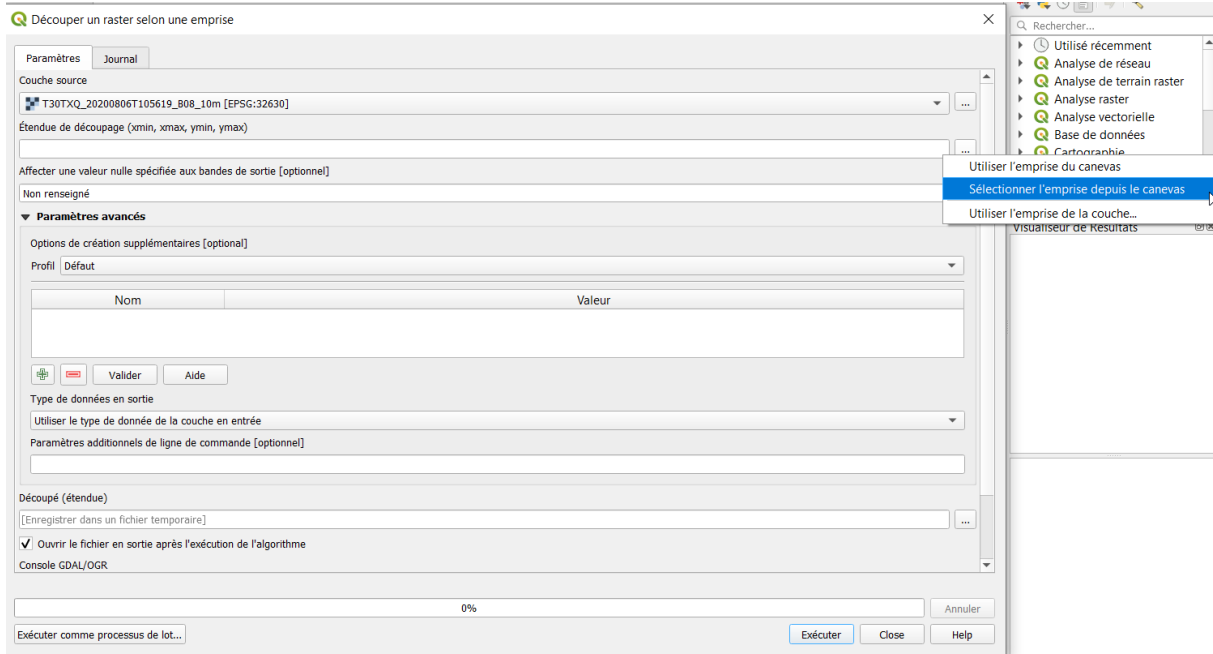 Découper un raster selon une emprise
Paramètres Journal
Couche source
T30TXQ_20200806T105619_B08_10m [EPSG:32630]
Étendue de découpage (xmin, xmax, ymin, ymax)
Affecter une valeur nulle spécifiée aux bandes de sortie [optionnel]
Non renseigné
Paramètres avancés
Options de création supplémentaires [optional]
Profil Défaut
Nom Valeur
Valider Aide
Type de données en sortie
Utiliser le type de donnée de la couche en entrée
Paramètres additionnels de ligne de commande [optionnel]
Découpé (étendue)
[Enregistrer dans un fichier temporaire]
Ouvrir le fichier en sortie après l'exécution de l'algorithme
Console GDAL/OGR
0%
Annuler
Exécuter comme processus de lot...
Exécuter Close Help
Rechercher...
Utilisé récemment
Analyse de réseau
Analyse de terrain raster
Analyse raster
Analyse vectorielle
Base de données
Cartographie
Utiliser l'emprise du canevas
Sélectionner l'emprise depuis le canevas
Utiliser l'emprise de la couche...
Visualiseur de Résultats